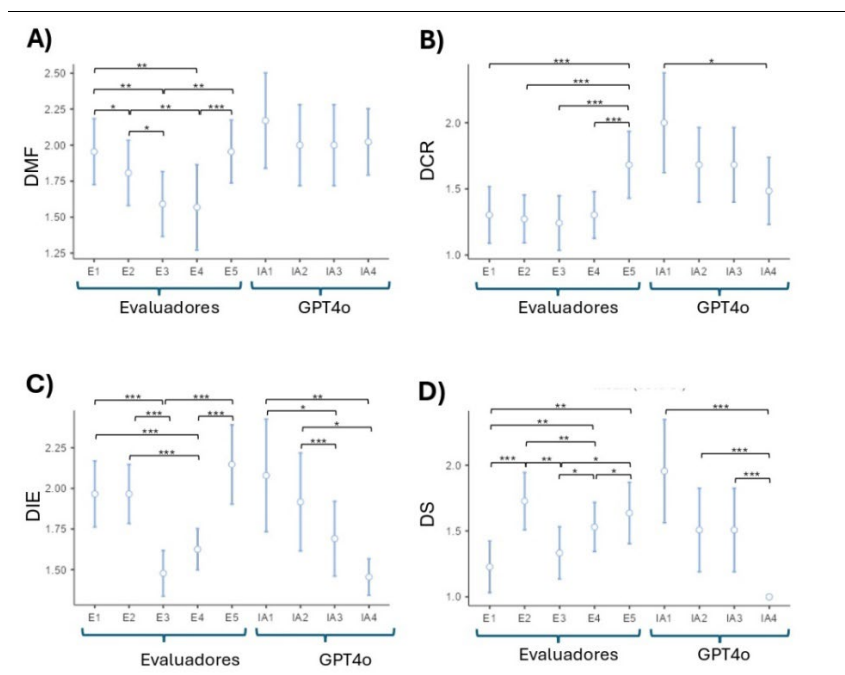 A)
**
** **
* ** ***
*
2.50
2.25
2.00
1.75
1.50
1.25
DMF
E1 E2 E3 E4 E5 IA1 IA2 IA3 IA4
Evaluadores GPT4o
B)
*** *
***
***
***
2.0
1.5
1.0
DCR
E1 E2 E3 E4 E5 IA1 IA2 IA3 IA4
Evaluadores GPT4o
C)
*** *** **
*
*** *** *
*** ***
***
2.25
2.00
1.75
1.50
DIE
E1 E2 E3 E4 E5 IA1 IA2 IA3 IA4
Evaluadores GPT4o
D)
** ***
**
** ***
*** ** *
* * ***
2.0
1.5
1.0
DS
E1 E2 E3 E4 E5 IA1 IA2 IA3 IA4
Evaluadores GPT4o